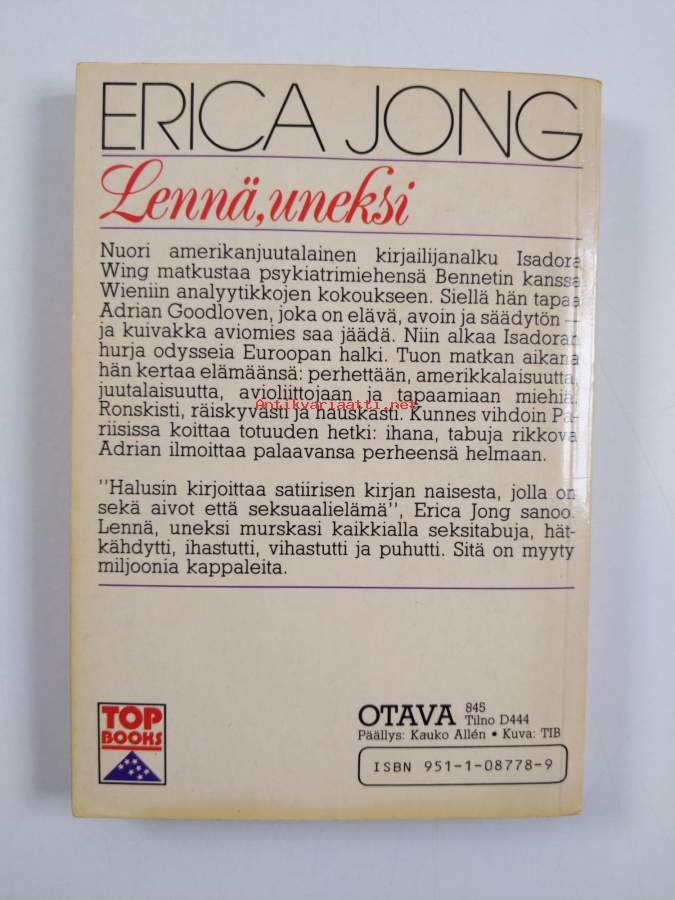 ERICA JONG
Lennä, uneksi
Nuori amerikanjuutalainen kirjailijanalku Isadora
Wing matkustaa psykiatrimiehensä Bennetin kanssa
Wieniin analyytikkojen kokoukseen. Siellä hän tapaa
Adrian Goodloven, joka on elävä, avoin ja säädytön —
ja kuivakka aviomies saa jäädä. Niin alkaa Isadoran
hurja odysseia Euroopan halki. Tuon matkan aikana
hän kertaa elämäänsä: perhettään, amerikkalaisuutta,
juutalaisuutta, avioliittojaan ja tapaamiaan miehiä.
Antikvariaatti.net
Ronskisti, räiskyvästi ja hauskasti. Kunnes vihdoin Pa-
riisissa koittaa totuuden hetki: ihana, tabuja rikkova
Adrian ilmoittaa palaavansa perheensä helmaan.
"Halusin kirjoittaa satiirisen kirjan naisesta, jolla on
sekä aivot että seksuaalielämä", Erica Jong sanoo.
Lennä, uneksi murskasi kaikkialla seksitabuja, hät-
kähdytti, ihastutti, vihastutti ja puhutti. Sitä on myyty
miljoonia kappaleita.
TOP
BOOKS
OTAVA 845
Tilno D444
Päällys: Kauko Allén • Kuva: TIB
ISBN 951-1-08778-9